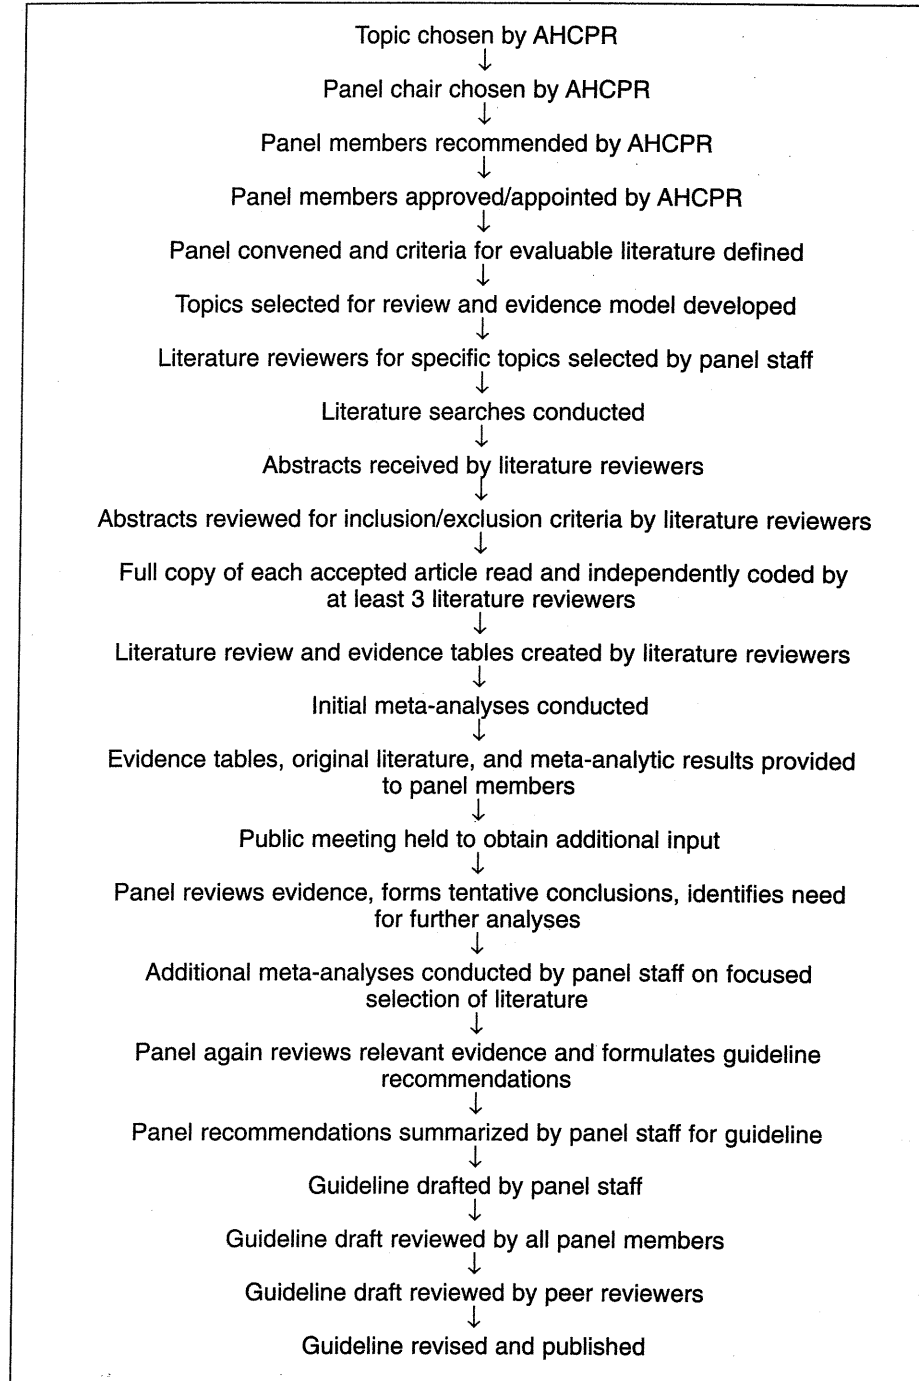 Topic chosen by AHCPR
↓
Panel chair chosen by AHCPR
↓
Panel members recommended by AHCPR
↓
Panel members approved/appointed by AHCPR
↓
Panel convened and criteria for evaluable literature defined
↓
Topics selected for review and evidence model developed
↓
Literature reviewers for specific topics selected by panel staff
↓
Literature searches conducted
↓
Abstracts received by literature reviewers
↓
Abstracts reviewed for inclusion/exclusion criteria by literature reviewers
↓
Full copy of each accepted article read and independently coded by
at least 3 literature reviewers
↓
Literature review and evidence tables created by literature reviewers
↓
Initial meta-analyses conducted
↓
Evidence tables, original literature, and meta-analytic results provided
to panel members
↓
Public meeting held to obtain additional input
↓
Panel reviews evidence, forms tentative conclusions, identifies need
for further analyses
↓
Additional meta-analyses conducted by panel staff on focused
selection of literature
↓
Panel again reviews relevant evidence and formulates guideline
recommendations
↓
Panel recommendations summarized by panel staff for guideline
↓
Guideline drafted by panel staff
↓
Guideline draft reviewed by all panel members
↓
Guideline draft reviewed by peer reviewers
↓
Guideline revised and published